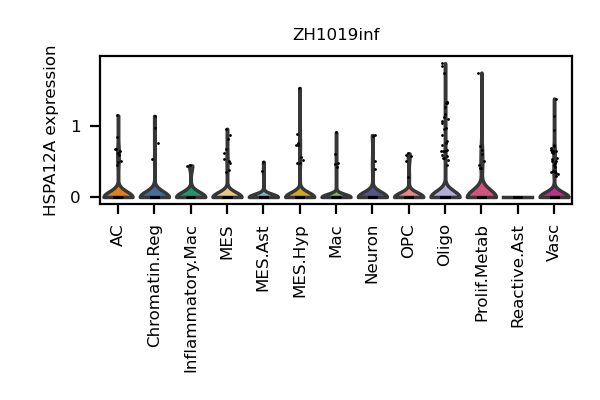 ZH1019inf
HSPA12A expression
1
0
AC
Chromatin.Reg
Inflammatory.Mac
MES
MES.Ast
MES.Hyp
Mac
Neuron
OPC
Oligo
Prolif.Metab
Reactive.Ast
Vasc